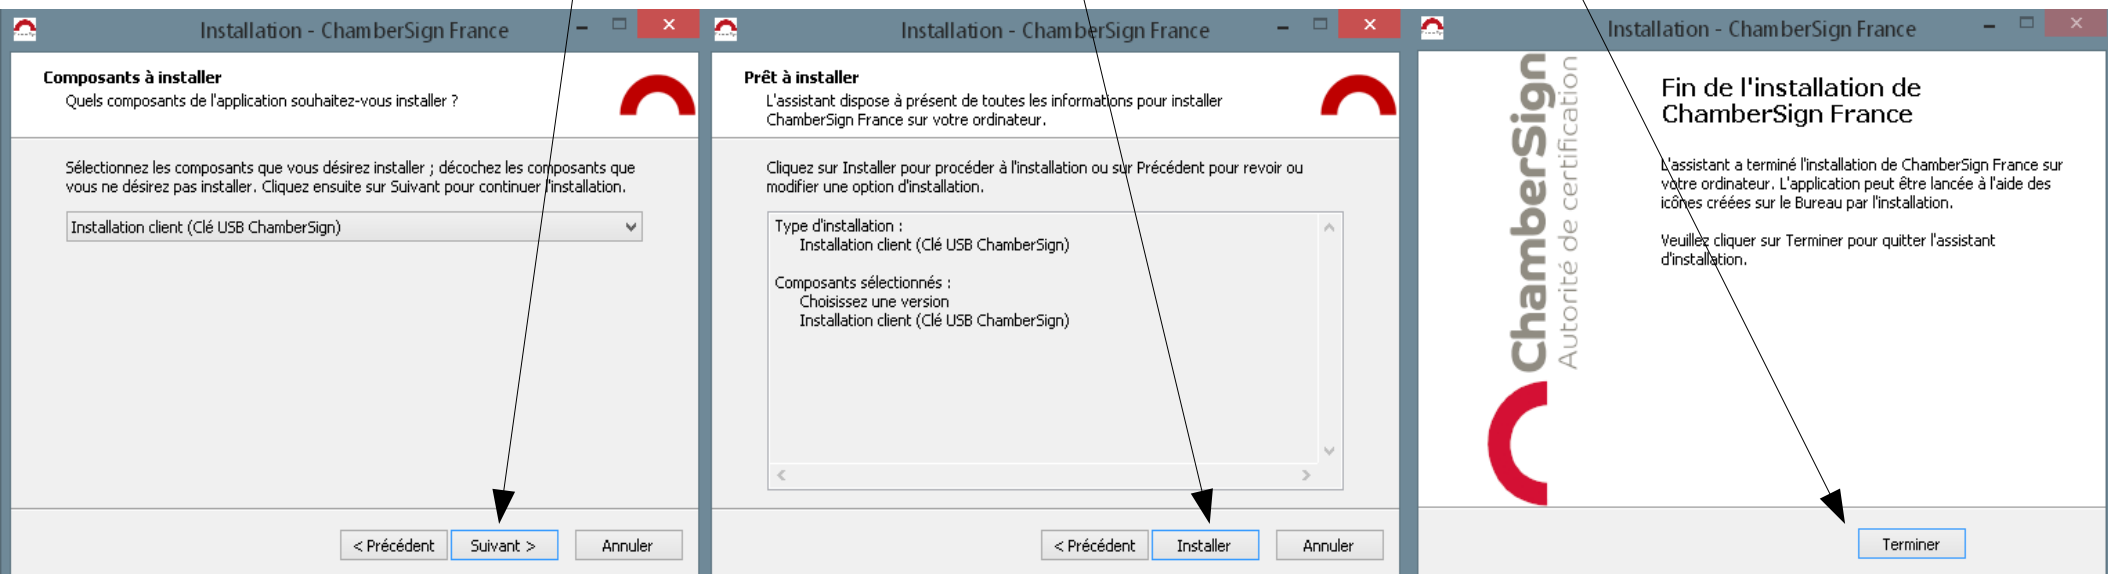 Installation - ChamberSign France
Composants à installer
Quels composants de l'application souhaitez-vous installer ?
Sélectionnez les composants que vous désirez installer ; décochez les composants que
vous ne désirez pas installer. Cliquez ensuite sur Suivant pour continuer l'installation.
Installation client (Clé USB ChamberSign)
< Précédent
Suivant >
Annuler
Installation - ChamberSign France
Prêt à installer
L'assistant dispose à présent de toutes les informations pour installer
ChamberSign France sur votre ordinateur.
Cliquez sur Installer pour procéder à l'installation ou sur Précédent pour revoir ou
modifier une option d'installation.
Type d'installation :
Installation client (Clé USB ChamberSign)
Composants sélectionnés :
Choisissez une version
Installation client (Clé USB ChamberSign)
< Précédent
Installer
Annuler
Installation - ChamberSign France
ChamberSign
Autorité de certification
Fin de l'installation de
ChamberSign France
L'assistant a terminé l'installation de ChamberSign France sur
votre ordinateur. L'application peut être lancée à l'aide des
icônes créées sur le Bureau par l'installation.
Veuillez cliquer sur Terminer pour quitter l'assistant
d'installation.
Terminer